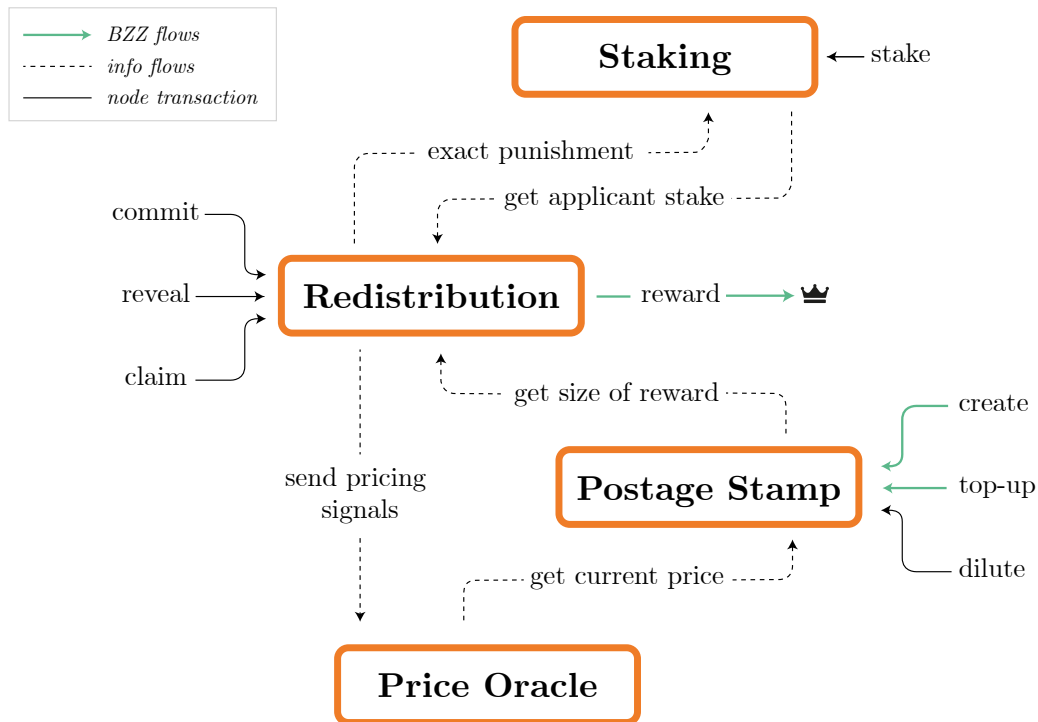 BZZ flows
info flows
node transaction
Staking
stake
exact punishment
get applicant stake
commit
reveal
claim
Redistribution
reward
get size of reward
create
top-up
dilute
Postage Stamp
send pricing
signals
get current price
Price Oracle